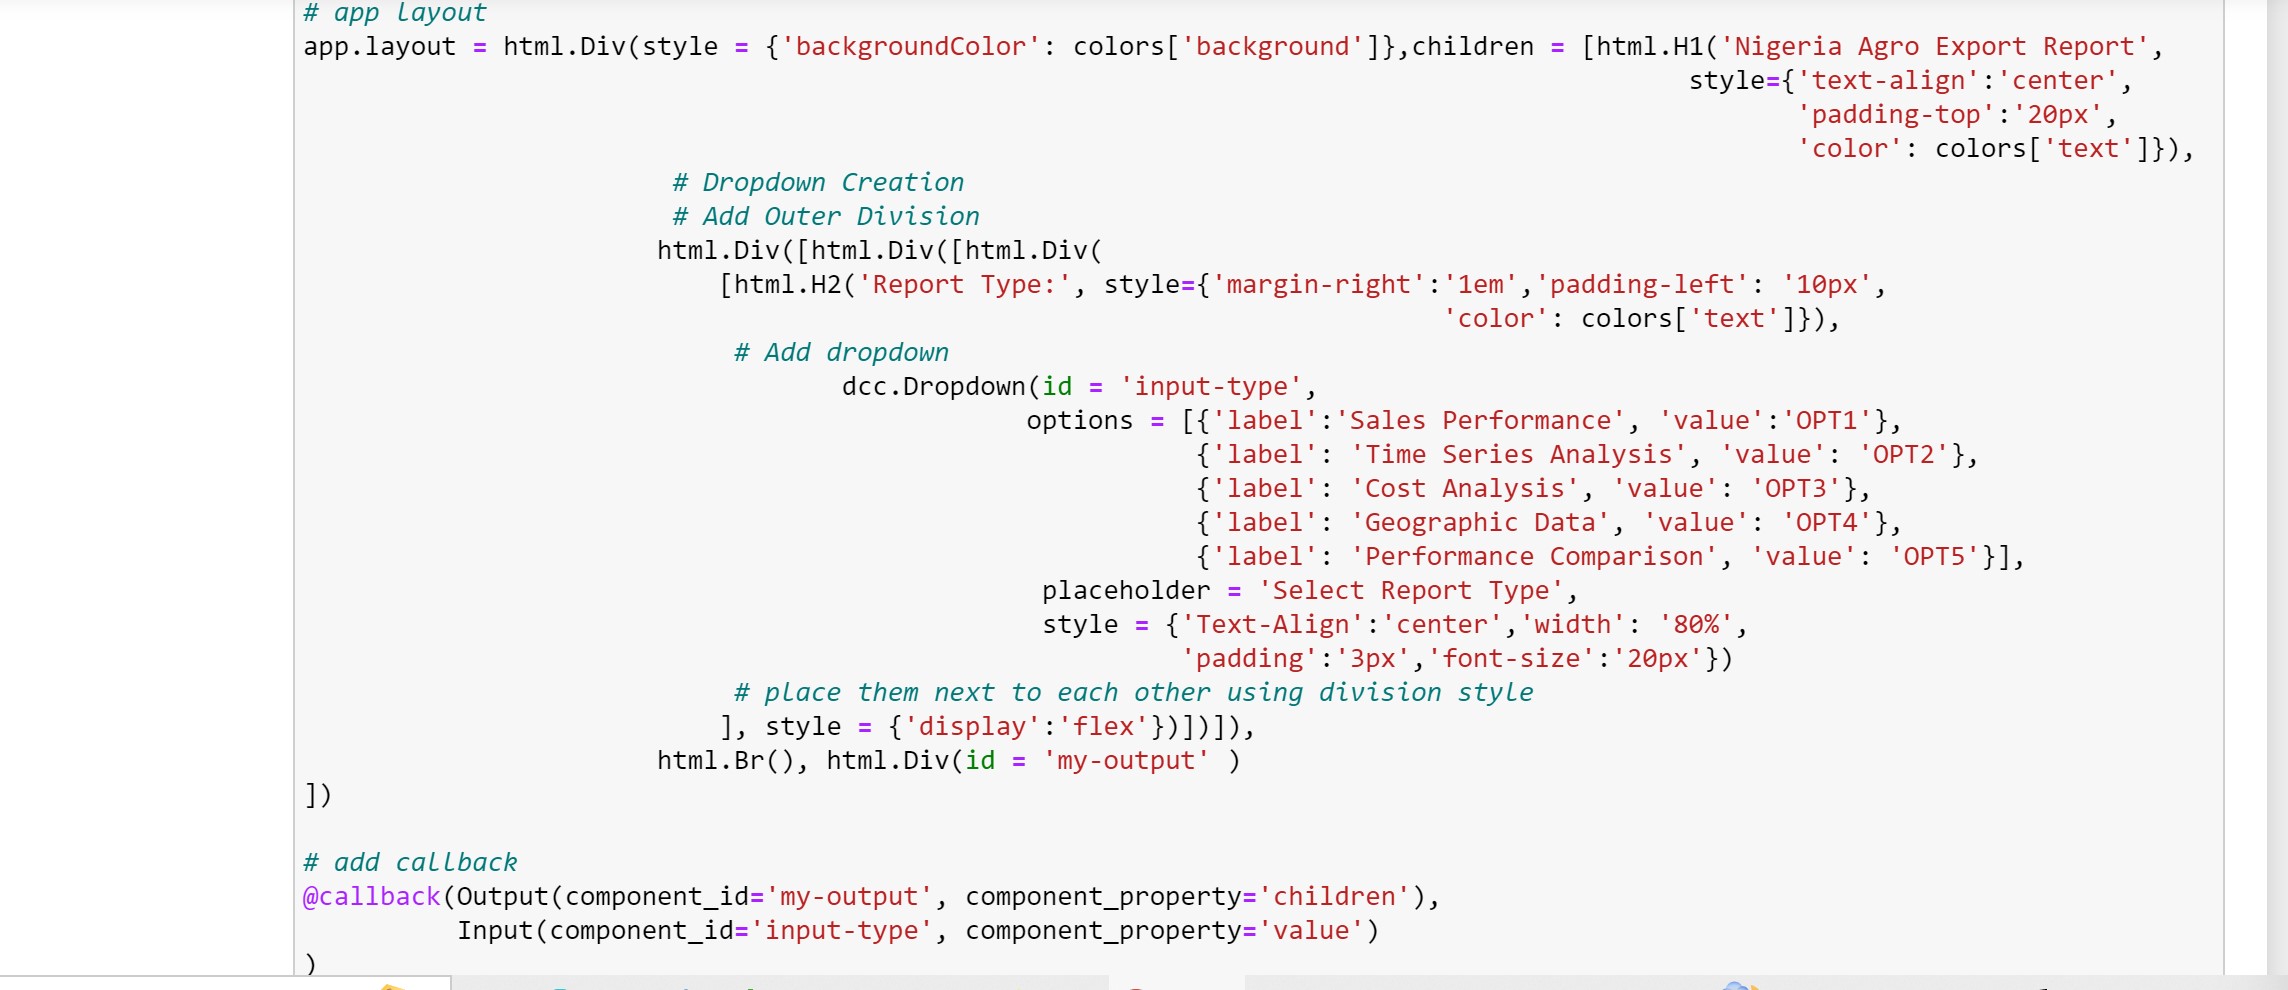 # app layout
app.layout = html.Div(style = {'backgroundColor': colors['background']},children = [html.H1('Nigeria Agro Export Report',
style={'text-align':'center',
'padding-top':'20px',
'color': colors['text']}),
# Dropdown Creation
# Add Outer Division
html.Div([html.Div([html.Div(
[html.H2('Report Type:', style={'margin-right':'1em','padding-left': '10px',
'color': colors['text']}),
# Add dropdown
dcc.Dropdown(id = 'input-type',
options = [{'label':'Sales Performance', 'value':'OPT1'},
{'label': 'Time Series Analysis', 'value': 'OPT2'},
{'label': 'Cost Analysis', 'value': 'OPT3'},
{'label': 'Geographic Data', 'value': 'OPT4'},
{'label': 'Performance Comparison', 'value': 'OPT5'}],
placeholder = 'Select Report Type',
style = {'Text-Align':'center','width': '80%',
'padding':'3px','font-size':'20px'})
# place them next to each other using division style
], style = {'display':'flex'})])]),
html.Br(), html.Div(id = 'my-output' )
])
# add callback
@callback(Output(component_id='my-output', component_property='children'),
Input(component_id='input-type', component_property='value')
)